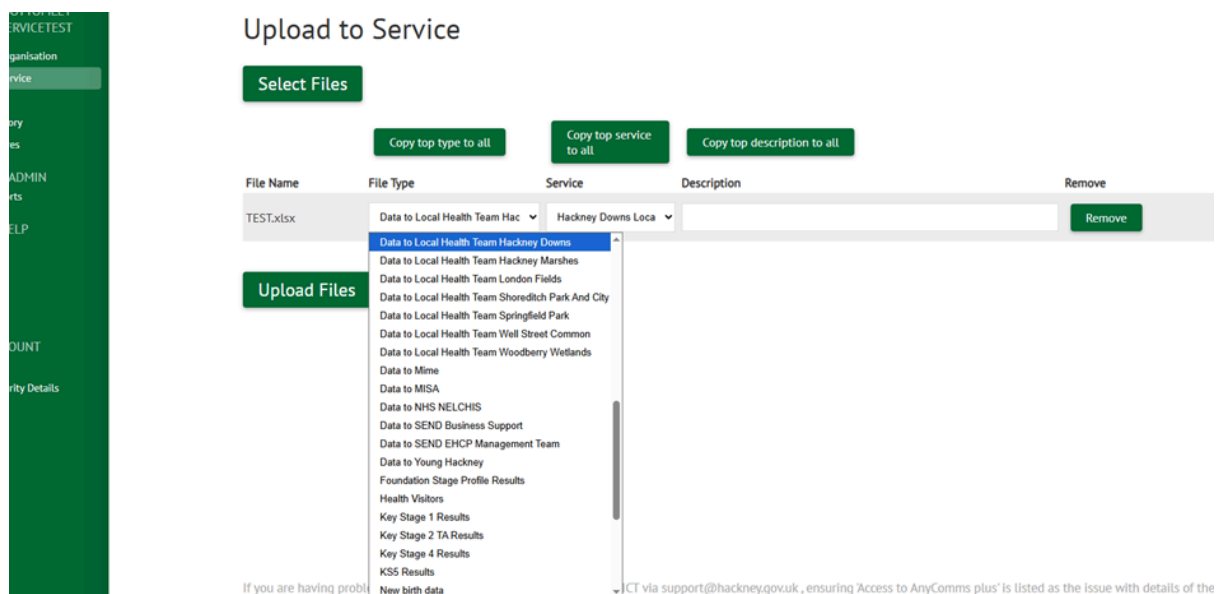 ERVICETEST
Upload to Service
ganisation
rvice
Select Files
ory
es
Copy top type to all
Copy top service
to all
Copy top description to all
ADMIN
rts
File Name File Type Service Description Remove
TEST.xlsx Data to Local Health Team Hac Hackney Downs Loca Remove
ELP
Data to Local Health Team Hackney Downs
Data to Local Health Team Hackney Marshes
Data to Local Health Team London Fields
Upload Files
Data to Local Health Team Shoreditch Park And City
Data to Local Health Team Springfield Park
Data to Local Health Team Well Street Common
OUNT
Data to Local Health Team Woodberry Wetlands
Data to Mime
rity Details
Data to MISA
Data to NHS NELCHIS
Data to SEND Business Support
Data to SEND EHCP Management Team
Data to Young Hackney
Foundation Stage Profile Results
Health Visitors
Key Stage 1 Results
Key Stage 2 TA Results
Key Stage 4 Results
KS5 Results
New birth data
If you are having probl ICT via support@hackney.gov.uk , ensuring 'Access to AnyComms plus' is listed as the issue with details of the